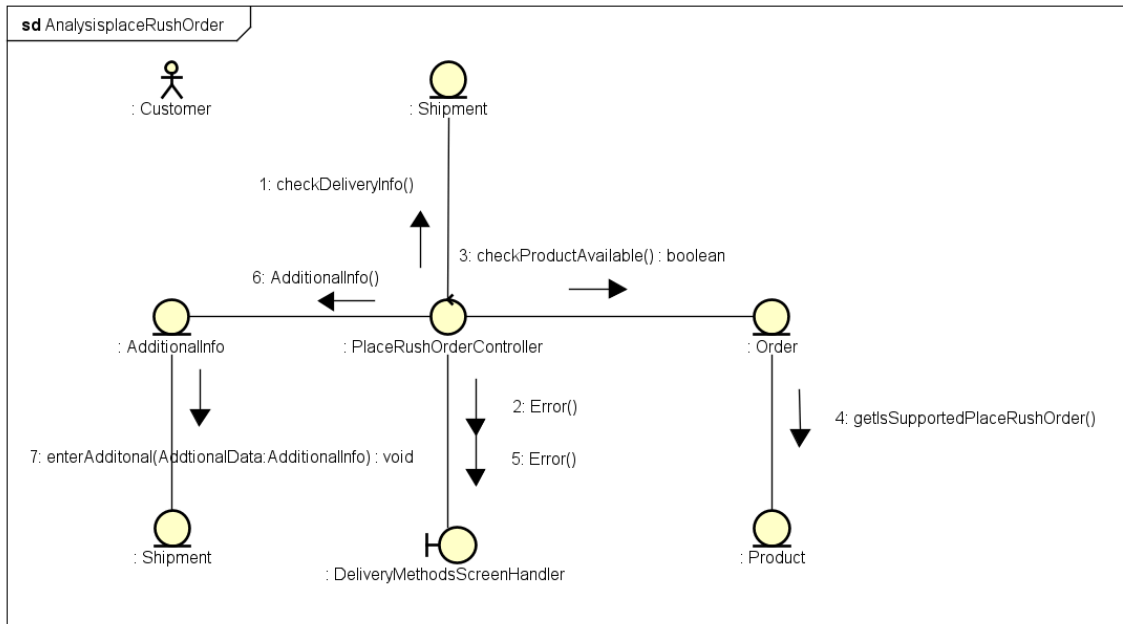 sd AnalysisplaceRushOrder
: Customer
: Shipment
1: checkDeliveryInfo()
3: checkProductAvailable() : boolean
6: AdditionalInfo()
: AdditionalInfo
: PlaceRushOrderController
: Order
2: Error()
4: getIsSupportedPlaceRushOrder()
5: Error()
7: enterAdditonal(AddtionalData:AdditionalInfo) : void
: Shipment
: DeliveryMethodsScreenHandler
: Product